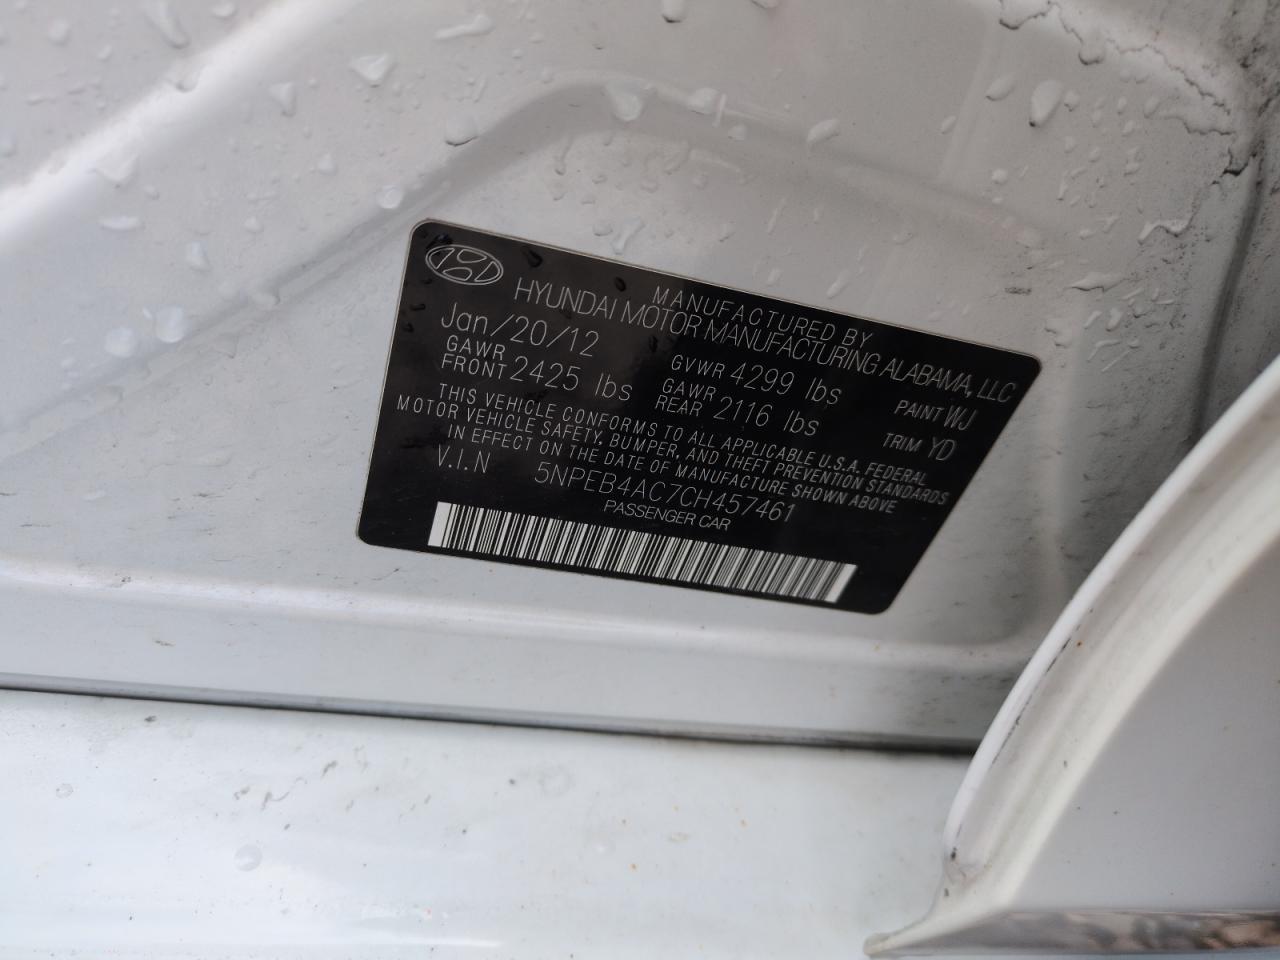 MANUFACTURED BY
HYUNDAI MOTOR MANUFACTURING ALABAMA, LLC
Jan/20/12 GVWR 4299 lbs PAINT WJ
GAWR FRONT 2425 lbs GAWR REAR 2116 lbs TRIM YD
THIS VEHICLE CONFORMS TO ALL APPLICABLE U.S.A. FEDERAL
MOTOR VEHICLE SAFETY, BUMPER, AND THEFT PREVENTION STANDARDS
IN EFFECT ON THE DATE OF MANUFACTURE SHOWN ABOVE
V.I.N 5NPEB4AC7CH457461
PASSENGER CAR